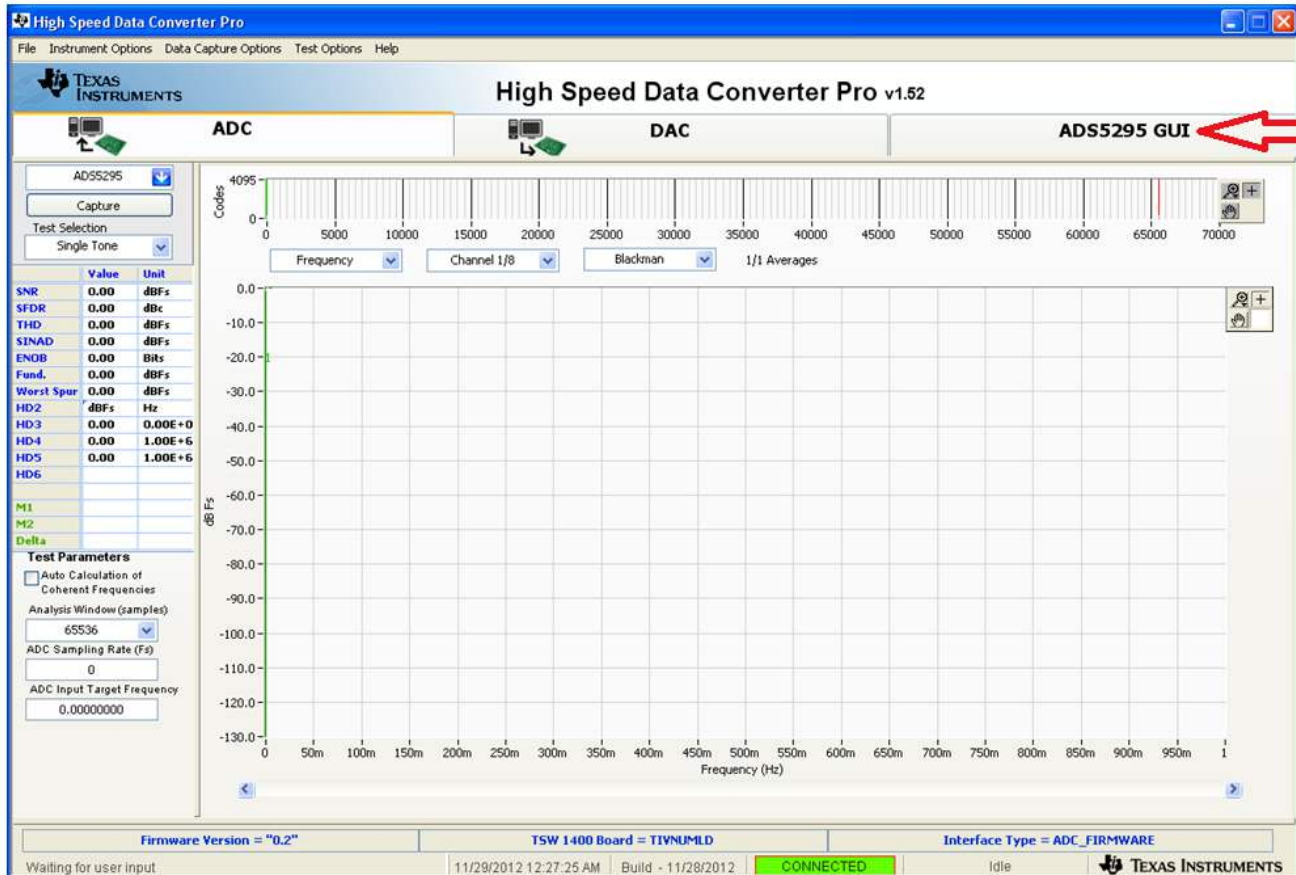 High Speed Data Converter Pro
File Instrument Options Data Capture Options Test Options Help
TEXAS INSTRUMENTS
High Speed Data Converter Pro v1.52
ADC
DAC
ADS5295 GUI
ADS5295
Capture
Test Selection
Single Tone
Value Unit
SNR 0.00 dBFs
SFDR 0.00 dBc
THD 0.00 dBFs
SINAD 0.00 dBFs
ENOB 0.00 Bits
Fund. 0.00 dBFs
Worst Spur 0.00 dBFs
HD2 dBFs Hz
HD3 0.00 0.00E+0
HD4 0.00 1.00E+6
HD5 0.00 1.00E+6
HD6
M1
M2
Delta
Test Parameters
Auto Calculation of
Coherent Frequencies
Analysis Window (samples)
65536
ADC Sampling Rate (Fs)
0
ADC Input Target Frequency
0.00000000
Codes
4095
0
0 5000 10000 15000 20000 25000 30000 35000 40000 45000 50000 55000 60000 65000 70000
Frequency Channel 1/8 Blackman 1/1 Averages
dB Fs
0.0
-10.0
-20.0
1
-30.0
-40.0
-50.0
-60.0
-70.0
-80.0
-90.0
-100.0
-110.0
-120.0
-130.0
0 50m 100m 150m 200m 250m 300m 350m 400m 450m 500m 550m 600m 650m 700m 750m 800m 850m 900m 950m 1
Frequency (Hz)
Firmware Version = "0.2" TSW 1400 Board = TIVNUMLD Interface Type = ADC_FIRMWARE
Waiting for user input 11/29/2012 12:27:25 AM Build - 11/28/2012 CONNECTED Idle TEXAS INSTRUMENTS